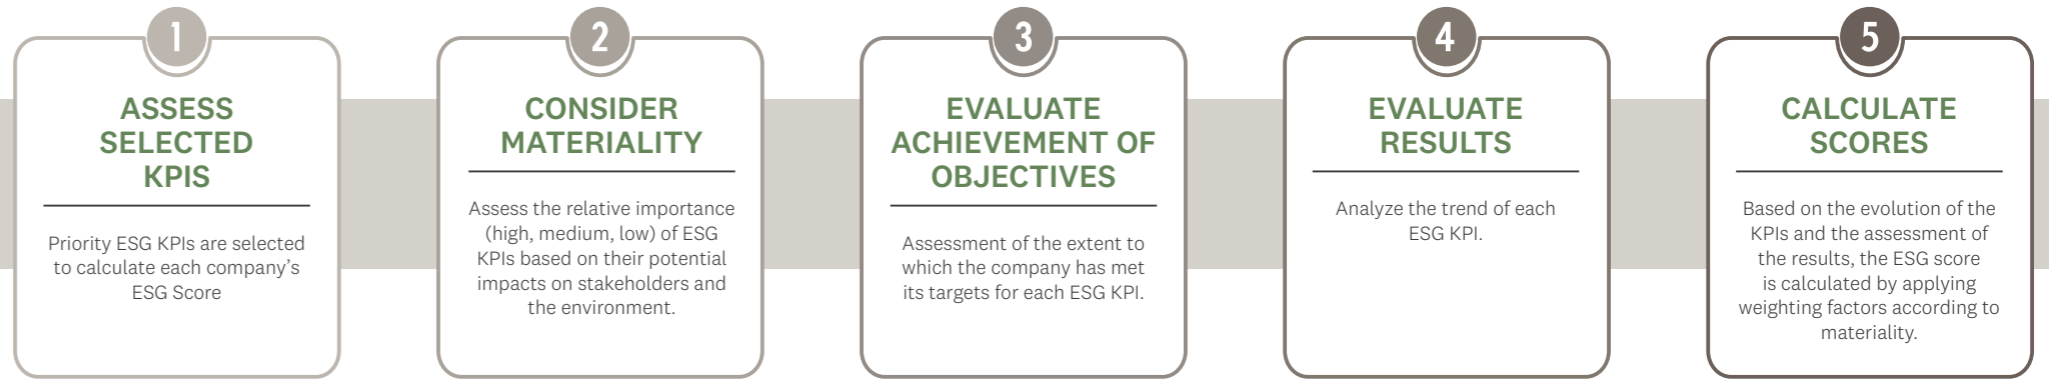 1
ASSESS
SELECTED
KPIS
Priority ESG KPIs are selected
to calculate each company's
ESG Score
2
CONSIDER
MATERIALITY
Assess the relative importance
(high, medium, low) of ESG
KPIs based on their potential
impacts on stakeholders and
the environment.
3
EVALUATE
ACHIEVEMENT OF
OBJECTIVES
Assessment of the extent to
which the company has met
its targets for each ESG KPI.
4
EVALUATE
RESULTS
Analyze the trend of each
ESG KPI.
5
CALCULATE
SCORES
Based on the evolution of the
KPIs and the assessment of
the results, the ESG score
is calculated by applying
weighting factors according to
materiality.